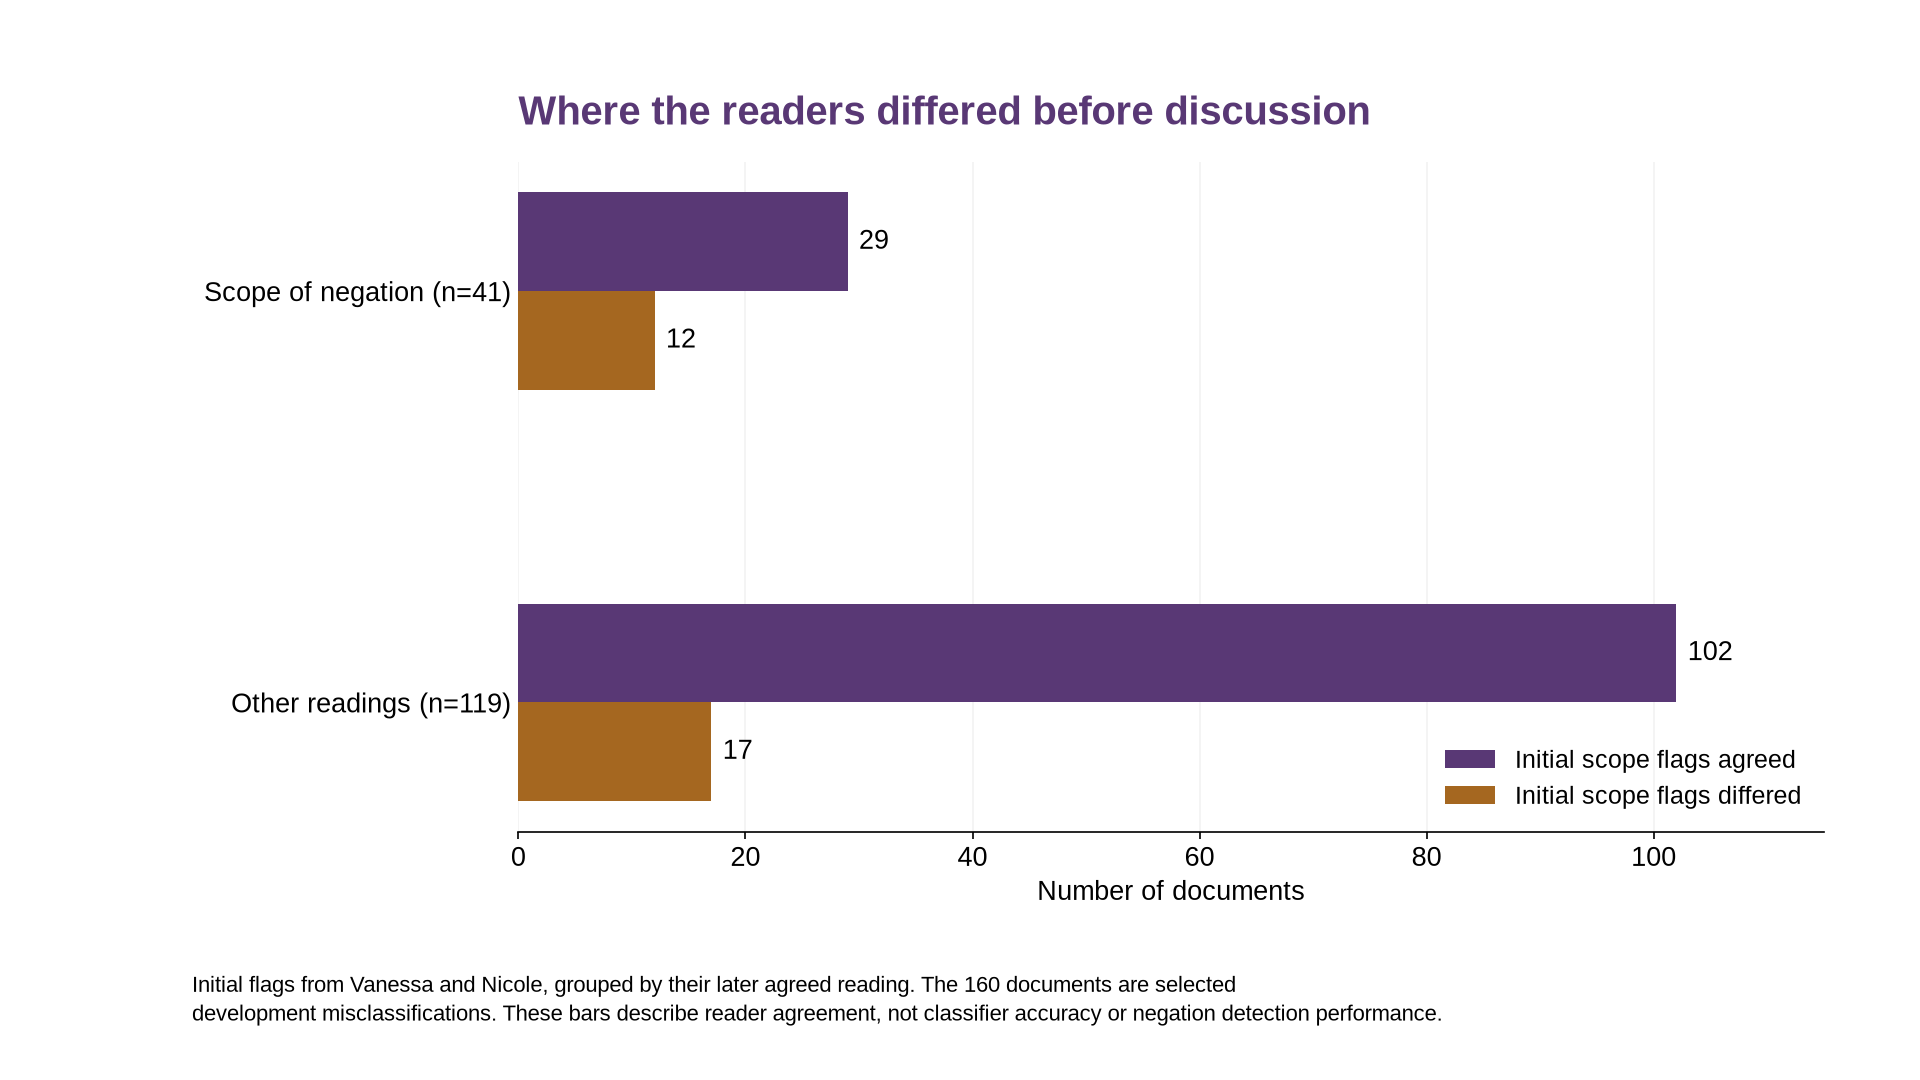 Where the readers differed before discussion
29
Scope of negation (n=41)
12
102
Other readings (n=119)
17
Initial scope flags agreed
Initial scope flags differed
0 20 40 60 80 100
Number of documents
Initial flags from Vanessa and Nicole, grouped by their later agreed reading. The 160 documents are selected
development misclassifications. These bars describe reader agreement, not classifier accuracy or negation detection performance.